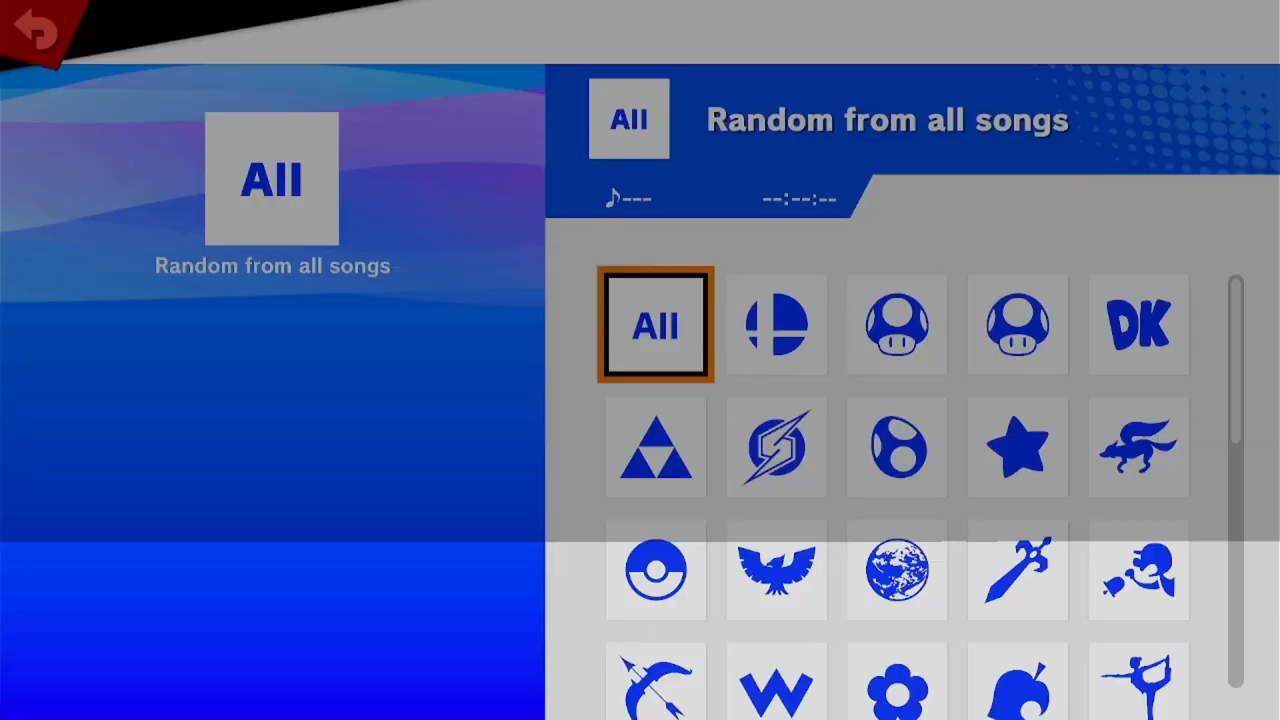 All
Random from all songs
All
Random from all songs
♪---
--:--:--
All
DK